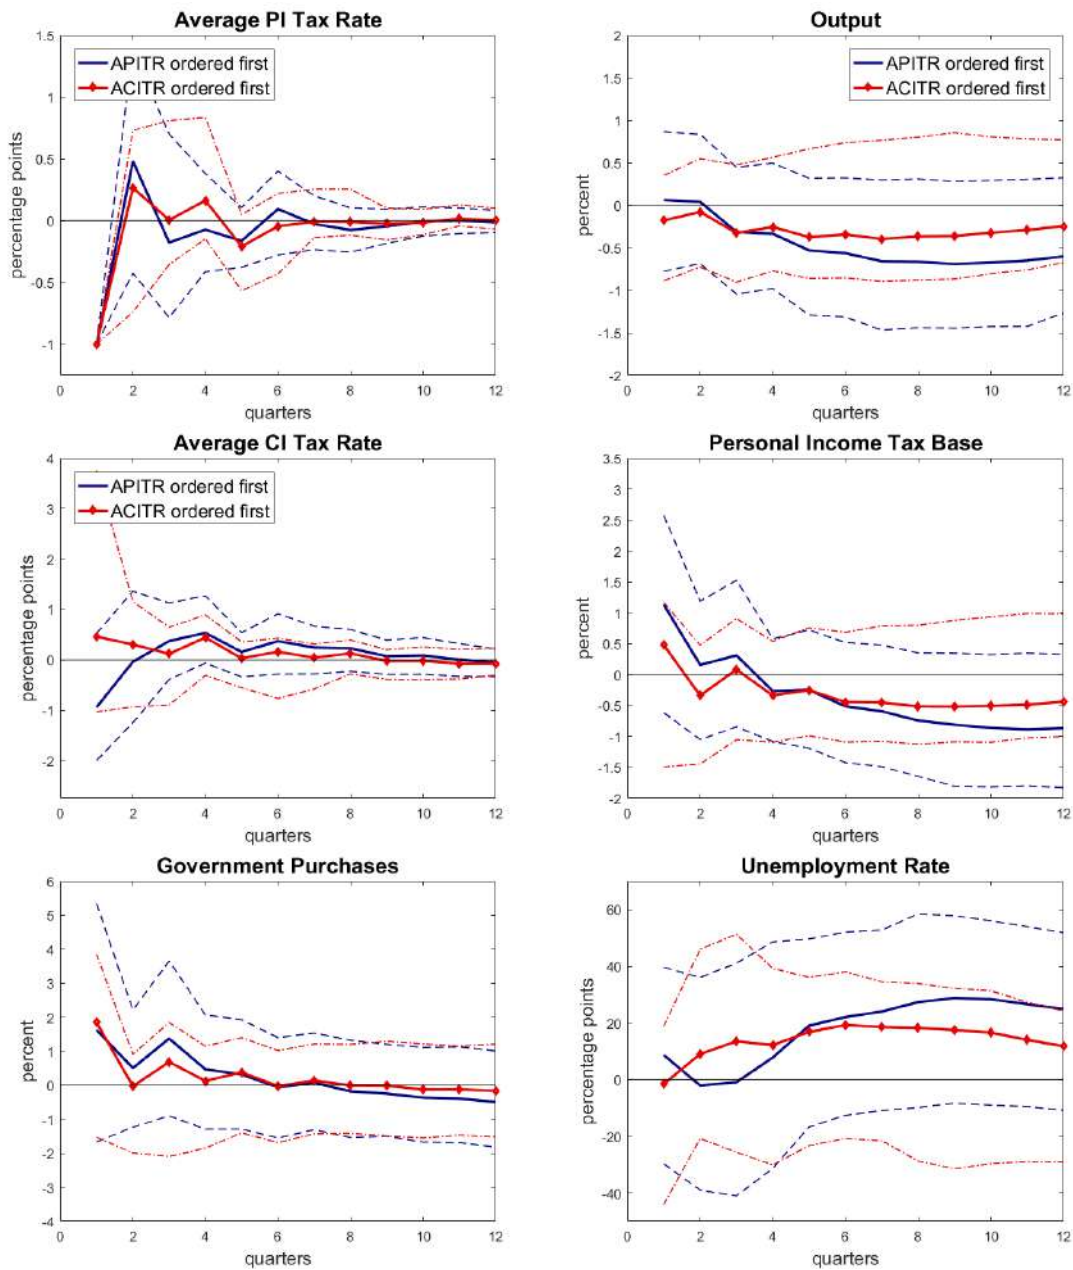 Average PI Tax Rate
1.5
1
0.5
0
-0.5
-1
percentage points
APITR ordered first
ACITR ordered first
0 2 4 6 8 10 12
quarters
Output
2
1.5
1
0.5
0
-0.5
-1
-1.5
-2
percent
APITR ordered first
ACITR ordered first
0 2 4 6 8 10 12
quarters
Average CI Tax Rate
4
3
2
1
0
-1
-2
percentage points
APITR ordered first
ACITR ordered first
0 2 4 6 8 10 12
quarters
Personal Income Tax Base
3.5
3
2.5
2
1.5
1
0.5
0
-0.5
-1
-1.5
-2
percent
0 2 4 6 8 10 12
quarters
Government Purchases
6
5
4
3
2
1
0
-1
-2
-3
-4
percent
0 2 4 6 8 10 12
quarters
Unemployment Rate
60
40
20
0
-20
-40
percentage points
0 2 4 6 8 10 12
quarters